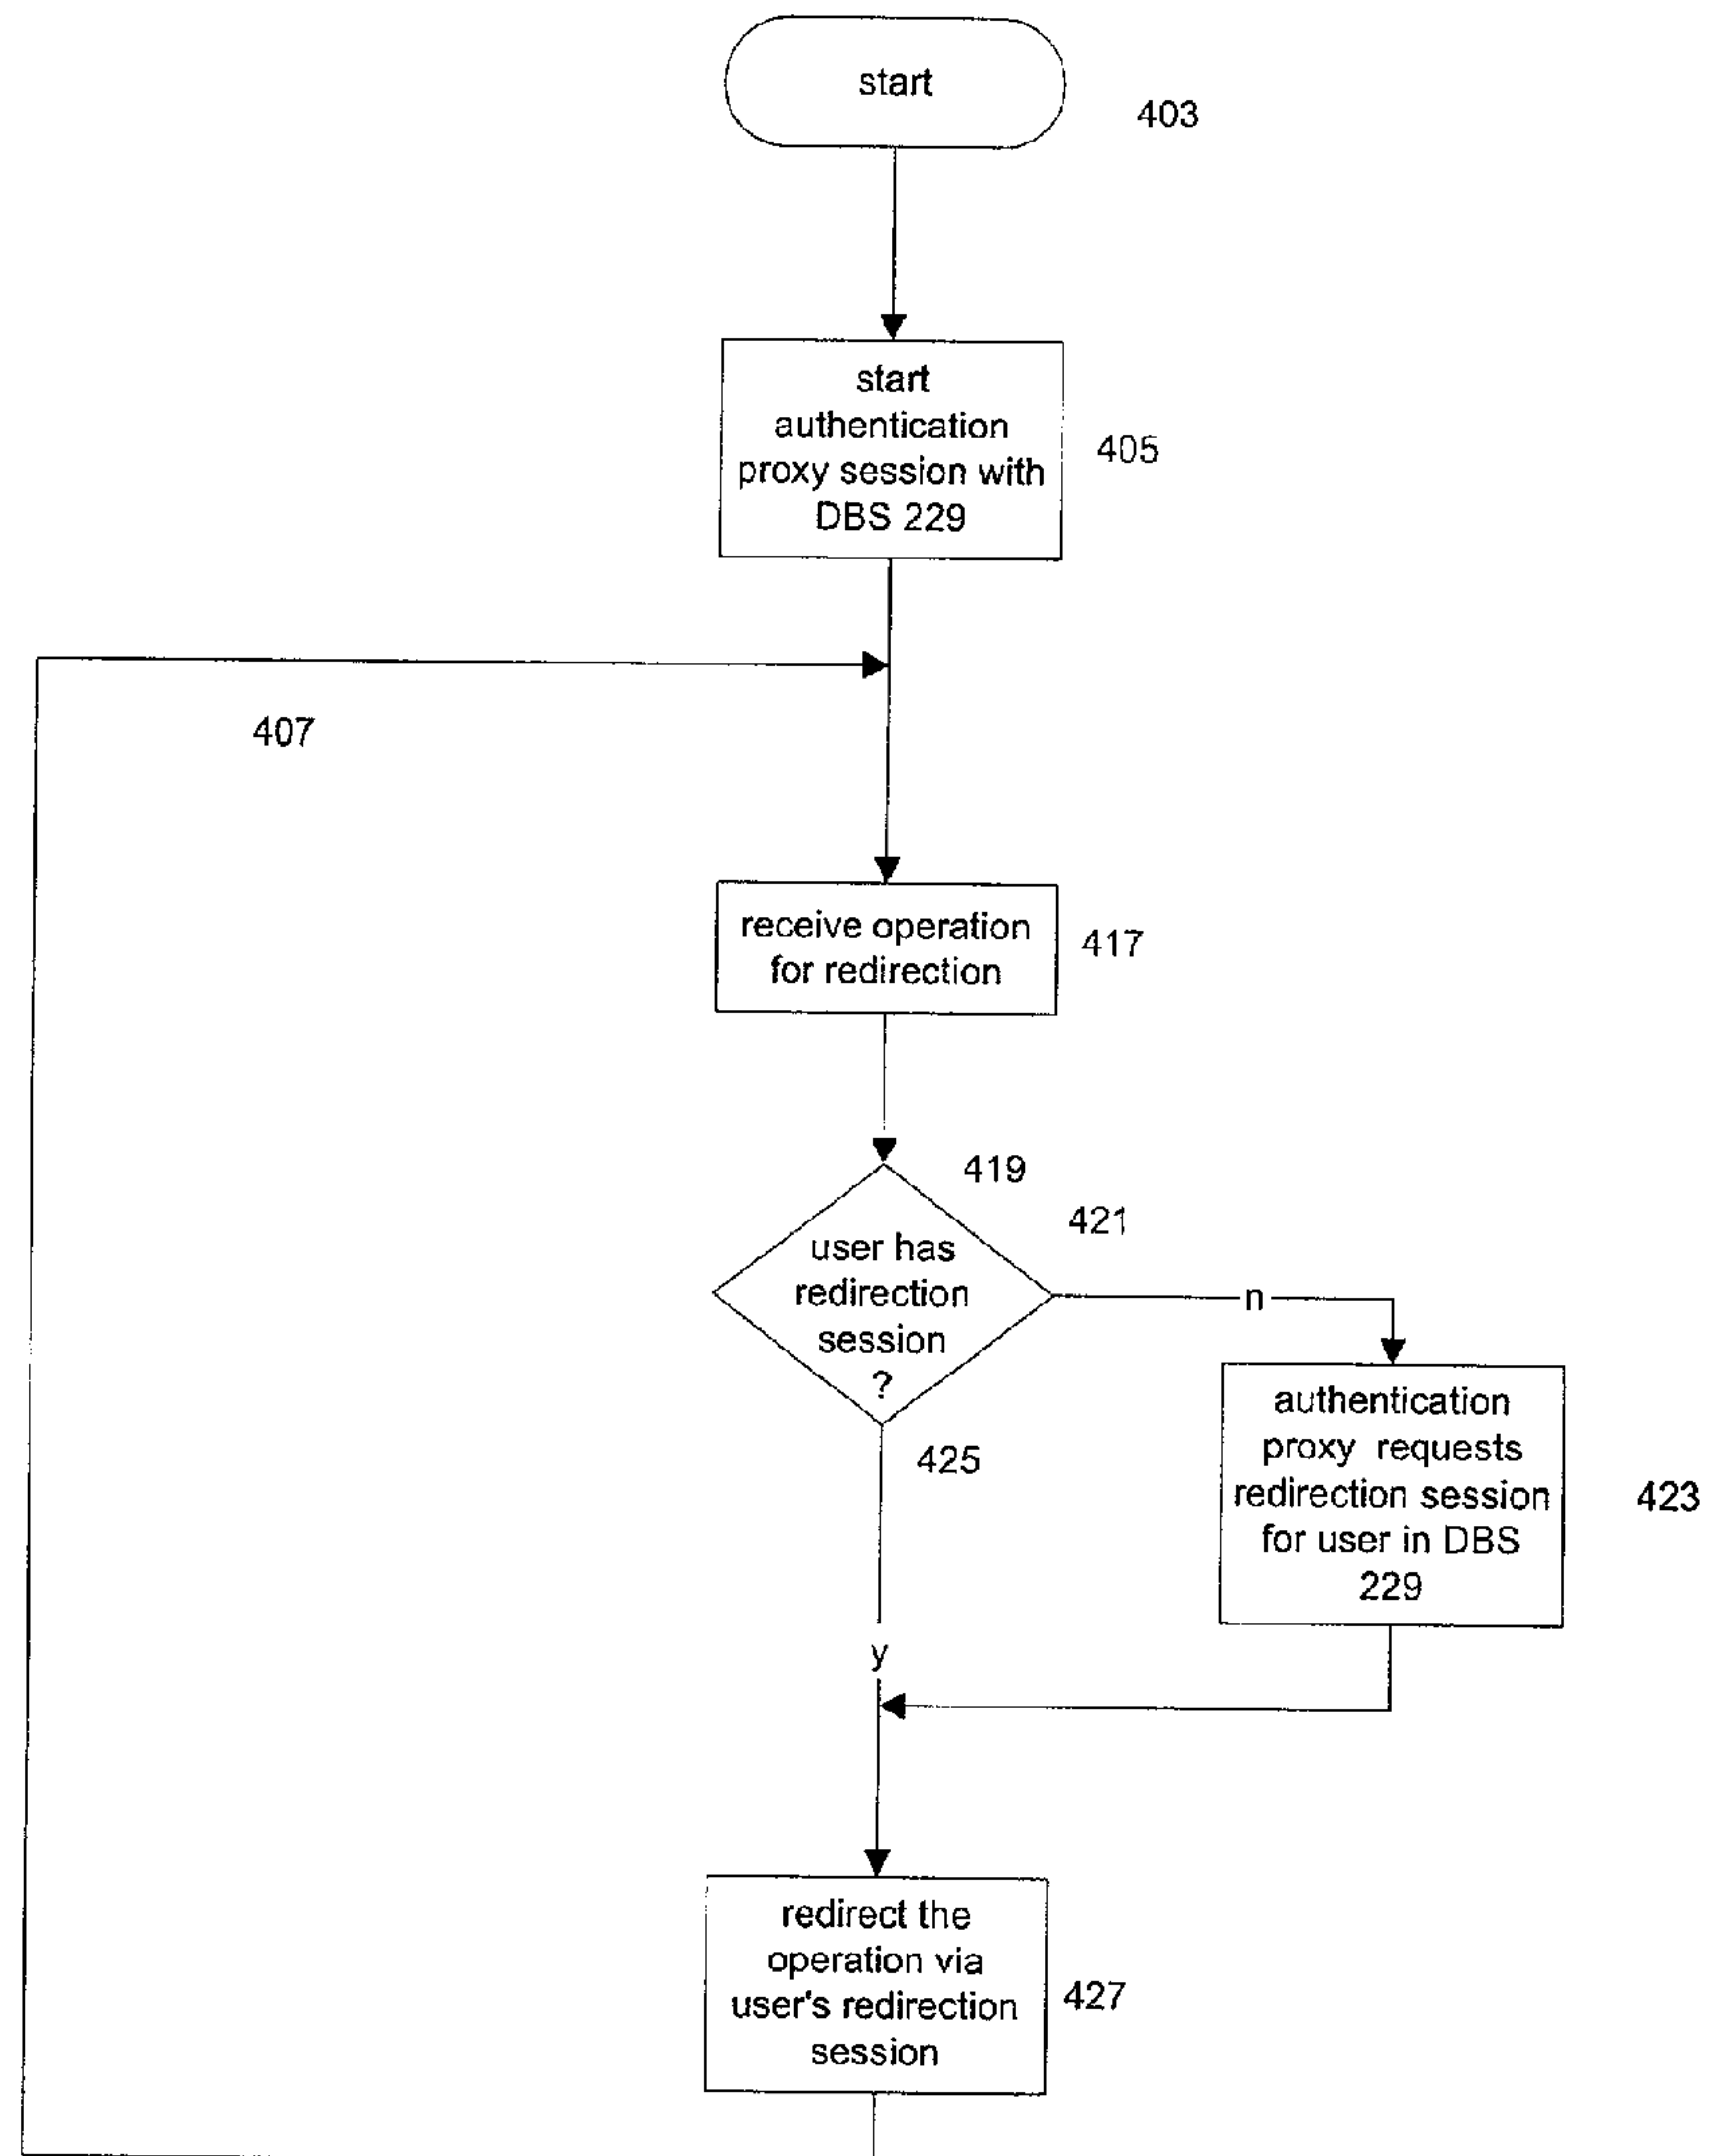 start
403
start
authentication
proxy session with
DBS 229
405
407
receive operation
for redirection
417
419
421
user has
redirection
session
?
n
425
authentication
proxy requests
redirection session
for user in DBS
229
423
y
redirect the
operation via
user's redirection
session
427